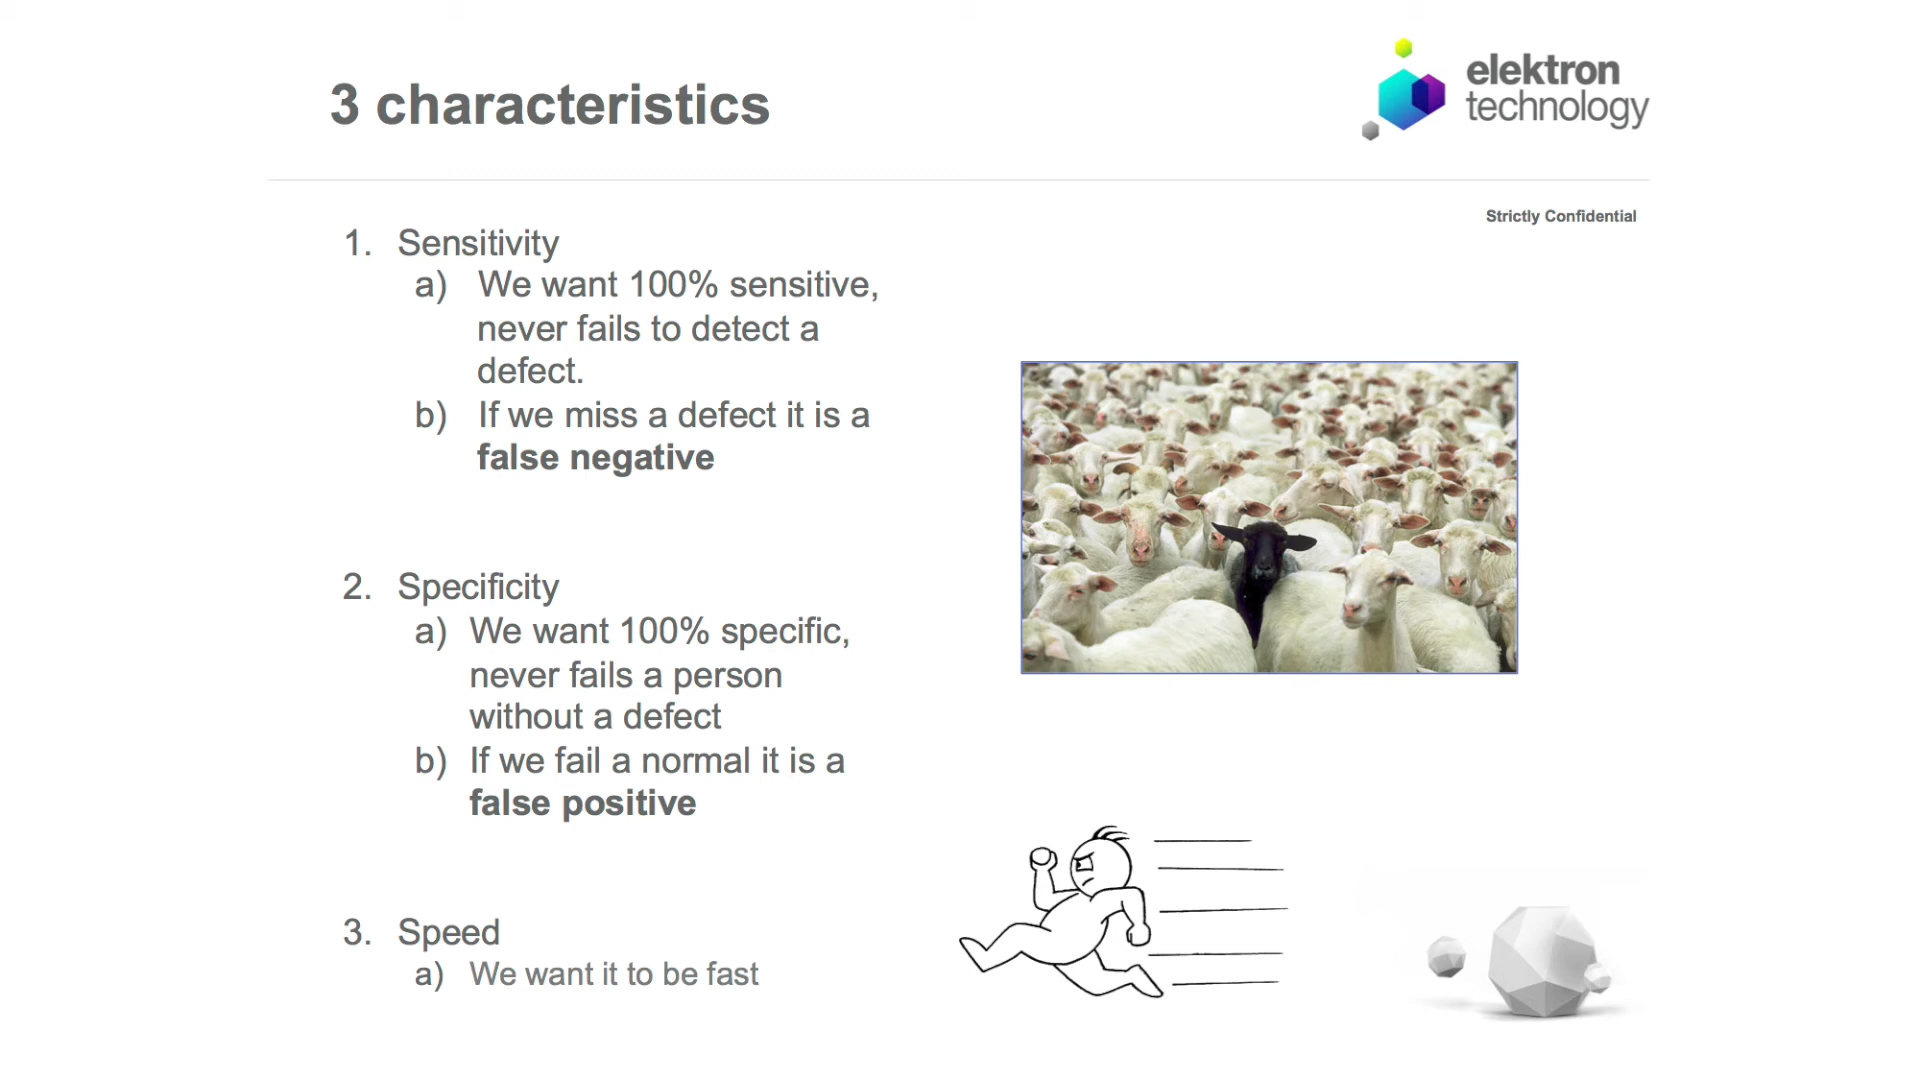 3 characteristics
elektron
technology
Strictly Confidential
1. Sensitivity
a) We want 100% sensitive,
never fails to detect a
defect.
b) If we miss a defect it is a
false negative
2. Specificity
a) We want 100% specific,
never fails a person
without a defect
b) If we fail a normal it is a
false positive
3. Speed
a) We want it to be fast